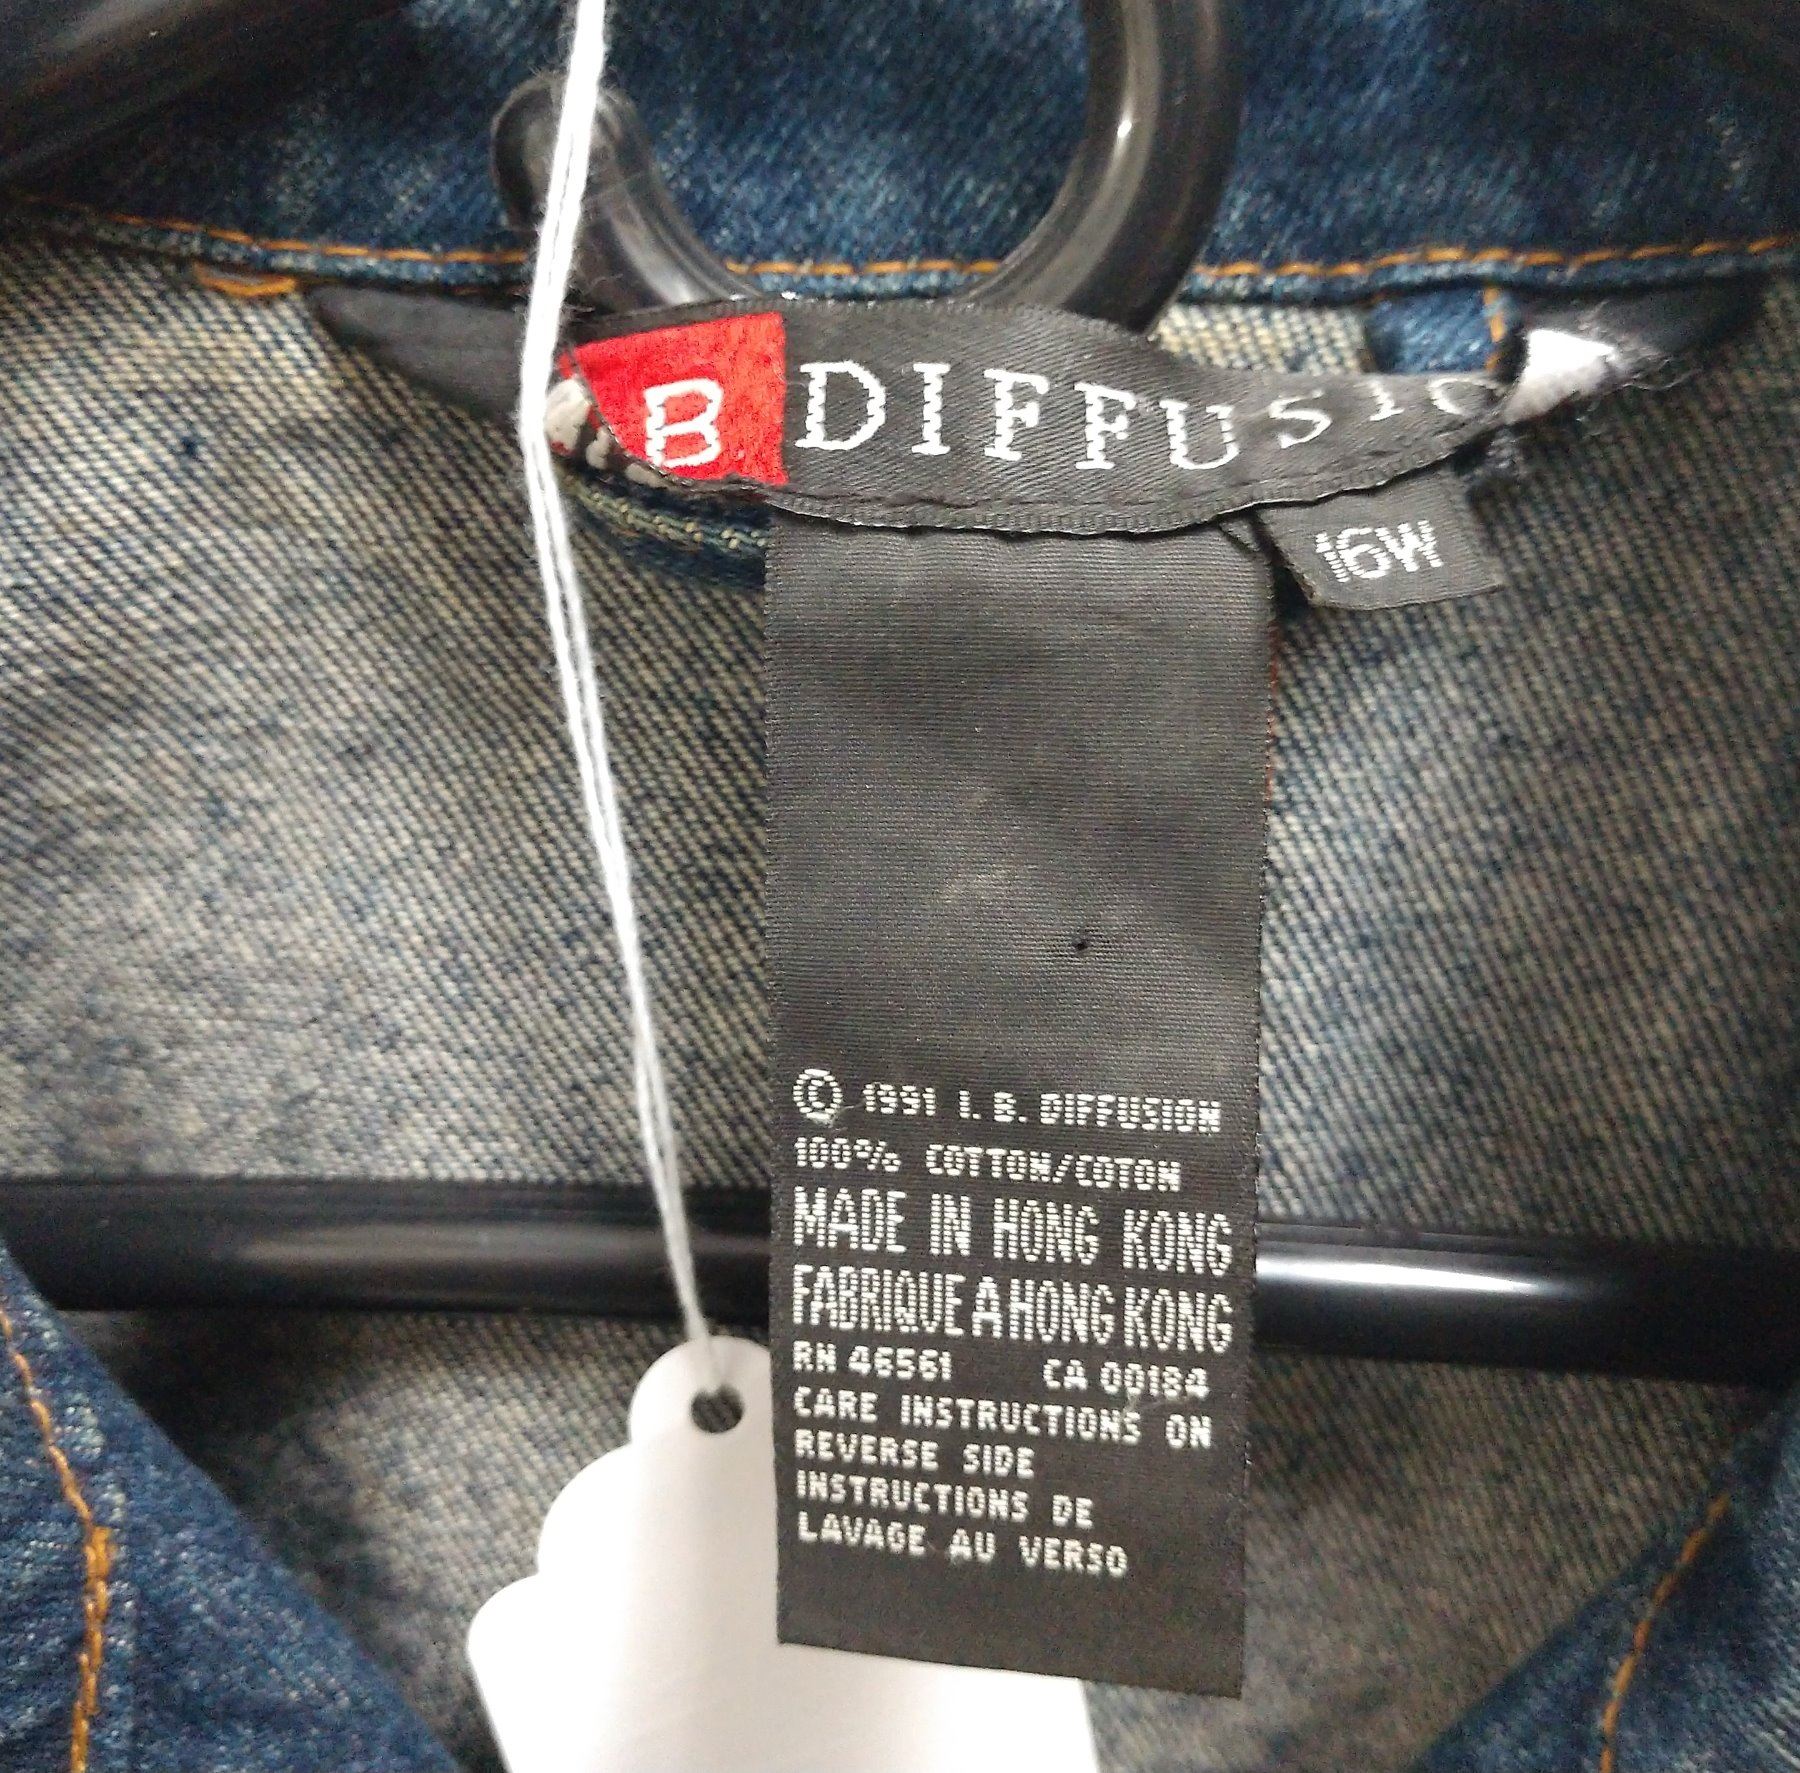 B DIFFUSIO
16W
© 1991 I. B. DIFFUSION
100% COTTON/COTON
MADE IN HONG KONG
FABRIQUE A HONG KONG
RN 46561 CA 00184
CARE INSTRUCTIONS ON
REVERSE SIDE
INSTRUCTIONS DE
LAVAGE AU VERSO